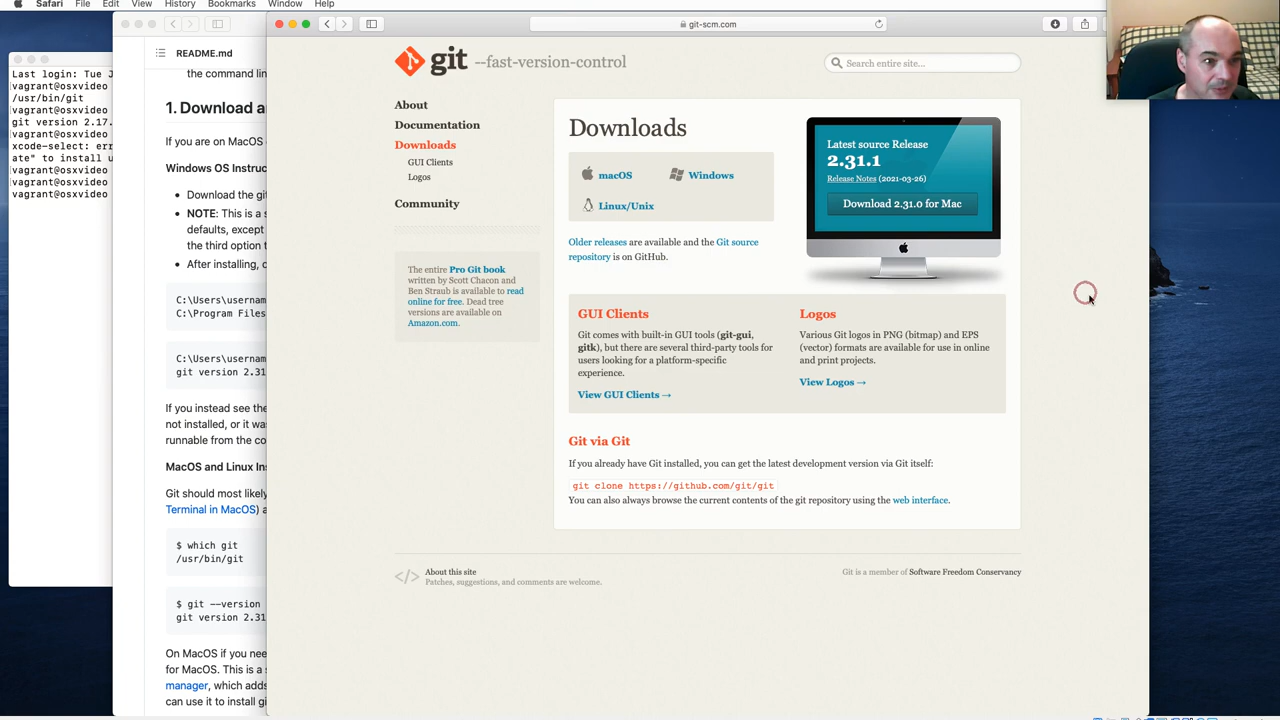 Safari File Edit View History Bookmarks Window Help
Last login: Tue J
vagrant@osxvideo
/usr/bin/git
vagrant@osxvideo
git version 2.17.
vagrant@osxvideo
xcode-select: err
ate" to install u
vagrant@osxvideo
vagrant@osxvideo
vagrant@osxvideo
README.md
the command lin
1. Download a
If you are on MacOS
Windows OS Instruc
• Download the git
• NOTE: This is a s
defaults, except
the third option t
• After installing, o
C:\Users\usernam
C:\Program Files
C:\Users\userna
git version 2.31
If you instead see the
not installed, or it wa
runnable from the co
MacOS and Linux Ins
Git should most likely
Terminal in MacOS) a
$ which git
/usr/bin/git
$ git --version
git version 2.31
On MacOS if you nee
for MacOS. This is a s
manager, which adds
can use it to install git
git-scm.com
git --fast-version-control
Search entire site...
About
Documentation
Downloads
GUI Clients
Logos
Community
The entire Pro Git book
written by Scott Chacon and
Ben Straub is available to read
online for free. Dead tree
versions are available on
Amazon.com.
Downloads
macOS Windows
Linux/Unix
Older releases are available and the Git source
repository is on GitHub.
Latest source Release
2.31.1
Release Notes (2021-03-26)
Download 2.31.0 for Mac
GUI Clients
Git comes with built-in GUI tools (git-gui,
gitk), but there are several third-party tools for
users looking for a platform-specific
experience.
View GUI Clients →
Logos
Various Git logos in PNG (bitmap) and EPS
(vector) formats are available for use in online
and print projects.
View Logos →
Git via Git
If you already have Git installed, you can get the latest development version via Git itself:
git clone https://github.com/git/git
You can also always browse the current contents of the git repository using the web interface.
</> About this site
Patches, suggestions, and comments are welcome.
Git is a member of Software Freedom Conservancy